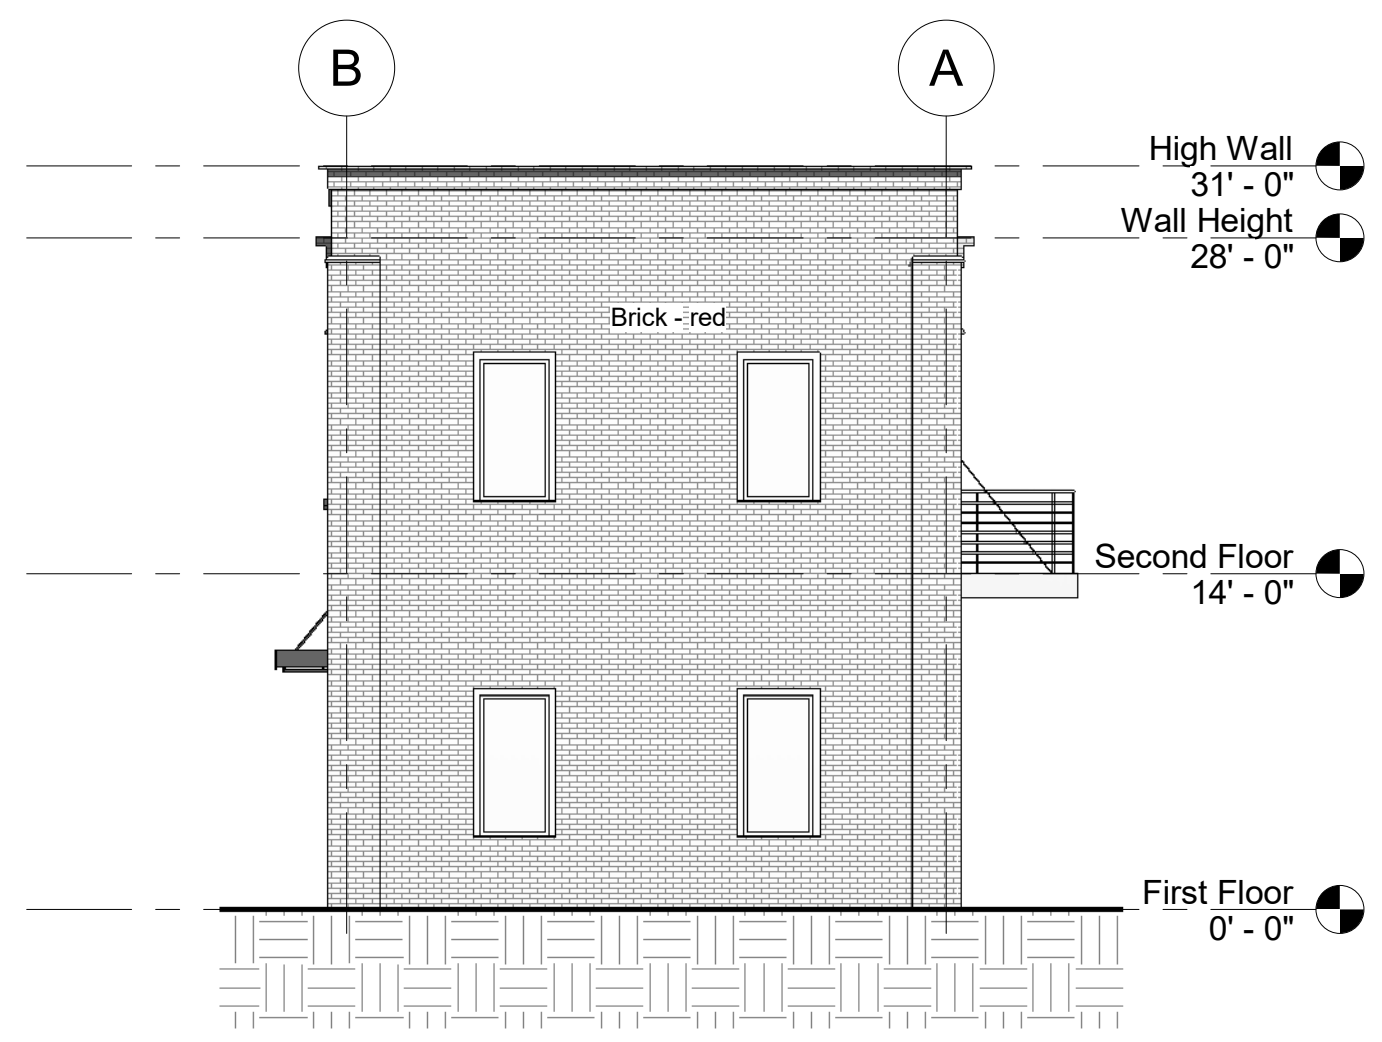 B
A
High Wall
31' - 0"
Wall Height
28' - 0"
Brick - red
Second Floor
14' - 0"
First Floor
0' - 0"